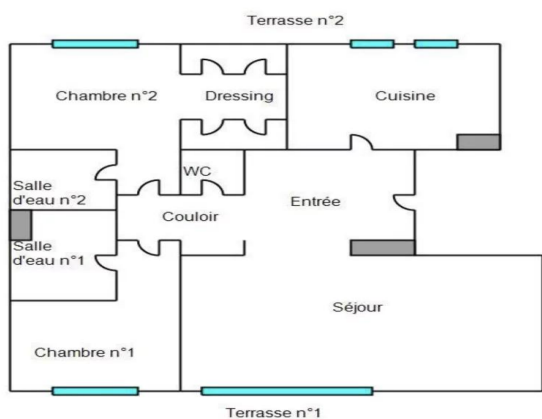 Terrasse n°2
Chambre n°2
Dressing
Cuisine
WC
Salle
d'eau n°2
Couloir
Entrée
Salle
d'eau n°1
Séjour
Chambre n°1
Terrasse n°1